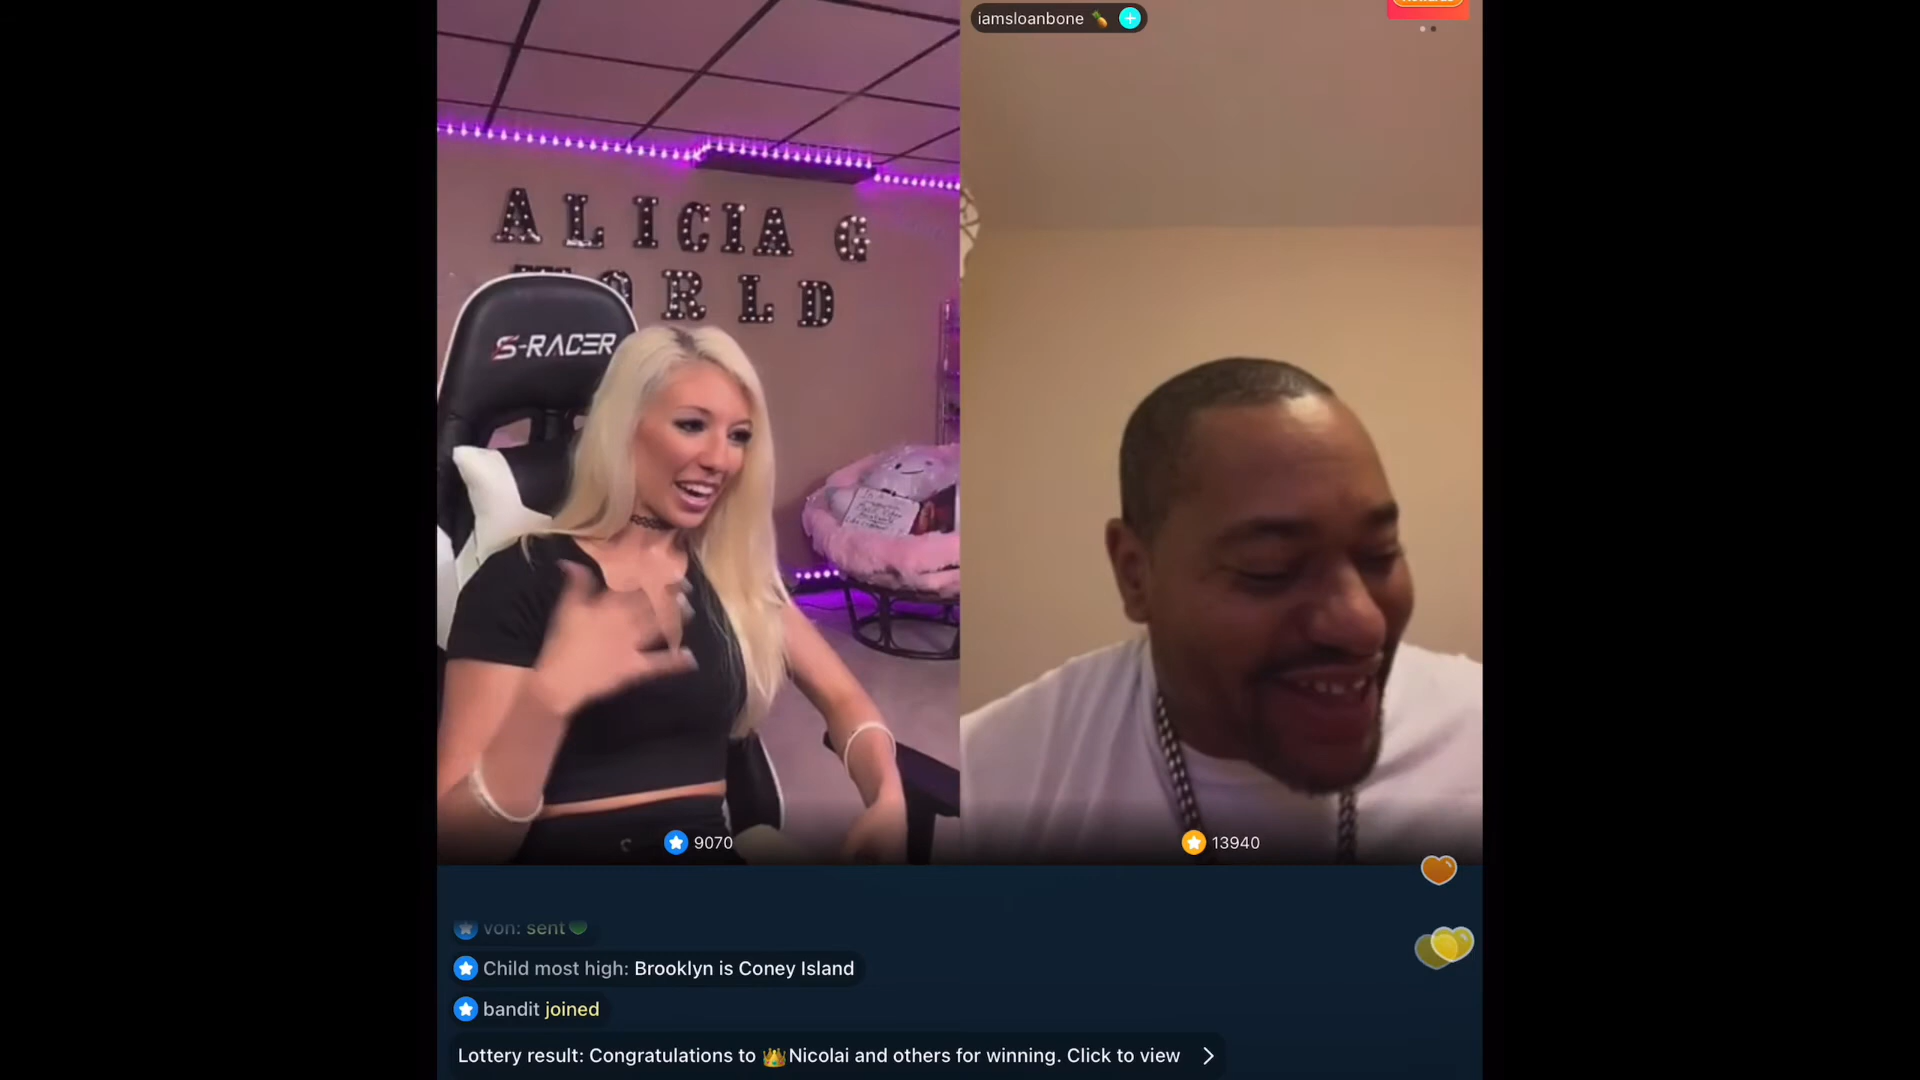 iamsloanbone
ALICIA G
WORLD
S-RACER
9070
13940
von: sent
Child most high: Brooklyn is Coney Island
bandit joined
Lottery result: Congratulations to Nicolai and others for winning. Click to view